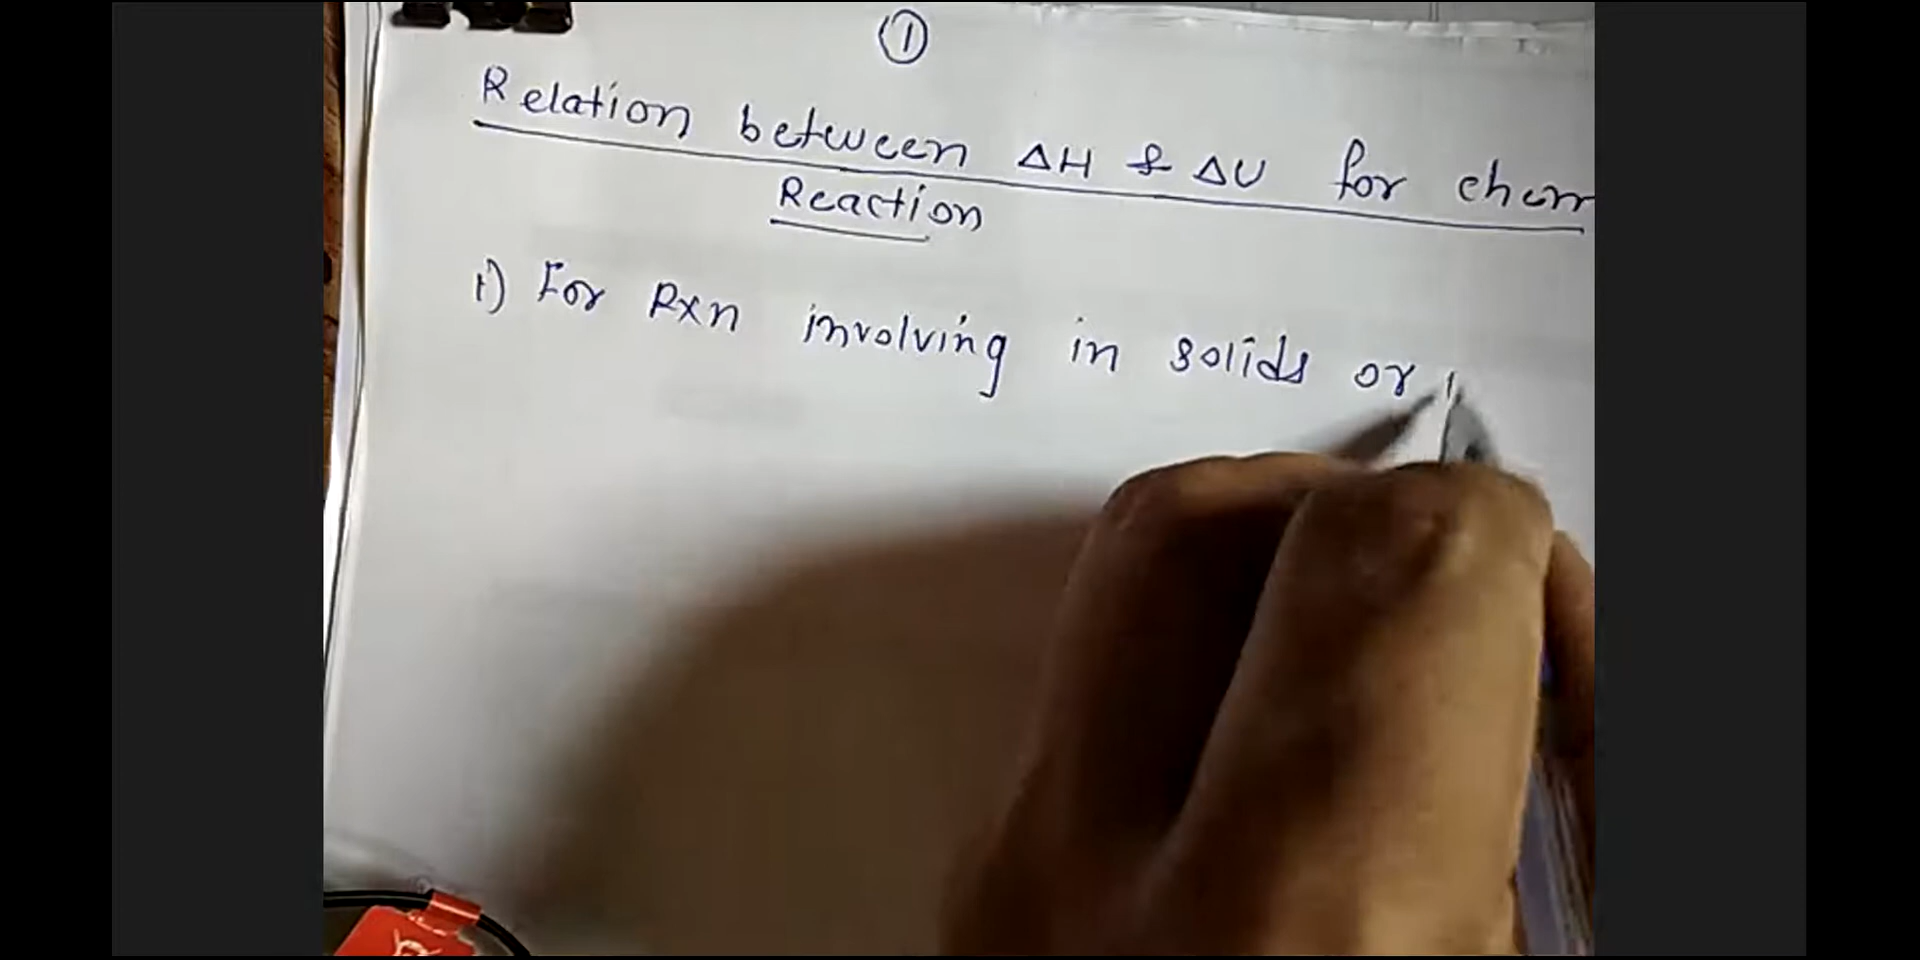 ①
Relation between ΔH & ΔU for chem
Reaction
1) For Rxn involving in solids or